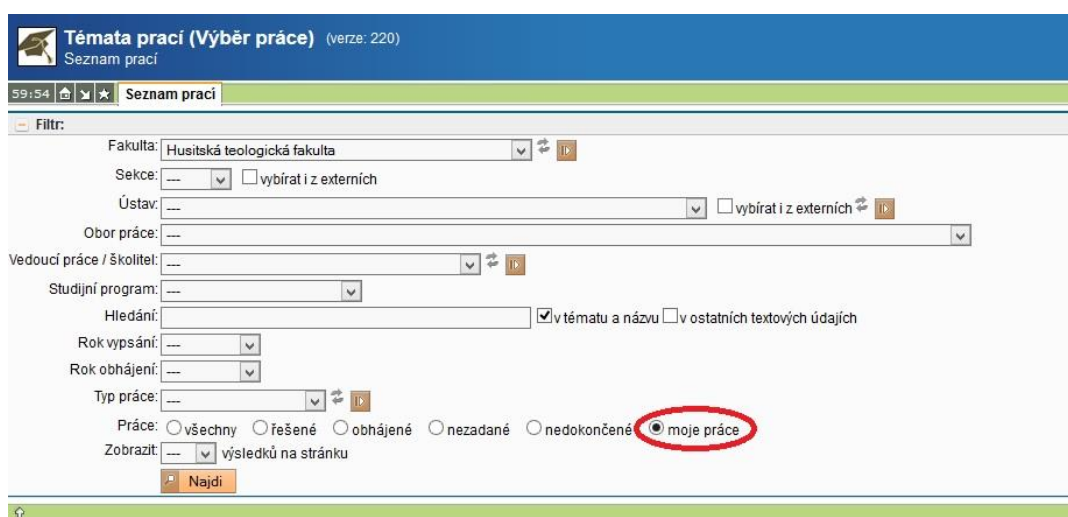 Témata prací (Výběr práce) (verze: 220)
Seznam prací
59:54 Seznam prací
Filtr:
Fakulta: Husitská teologická fakulta
Sekce: --- vybírat i z externích
Ústav: --- vybírat i z externích
Obor práce: ---
Vedoucí práce / školitel: ---
Studijní program: ---
Hledání: v tématu a názvu v ostatních textových údajích
Rok vypsání: ---
Rok obhájení: ---
Typ práce: ---
Práce: všechny řešené obhájené nezadané nedokončené moje práce
Zobrazit: --- výsledků na stránku
Najdi